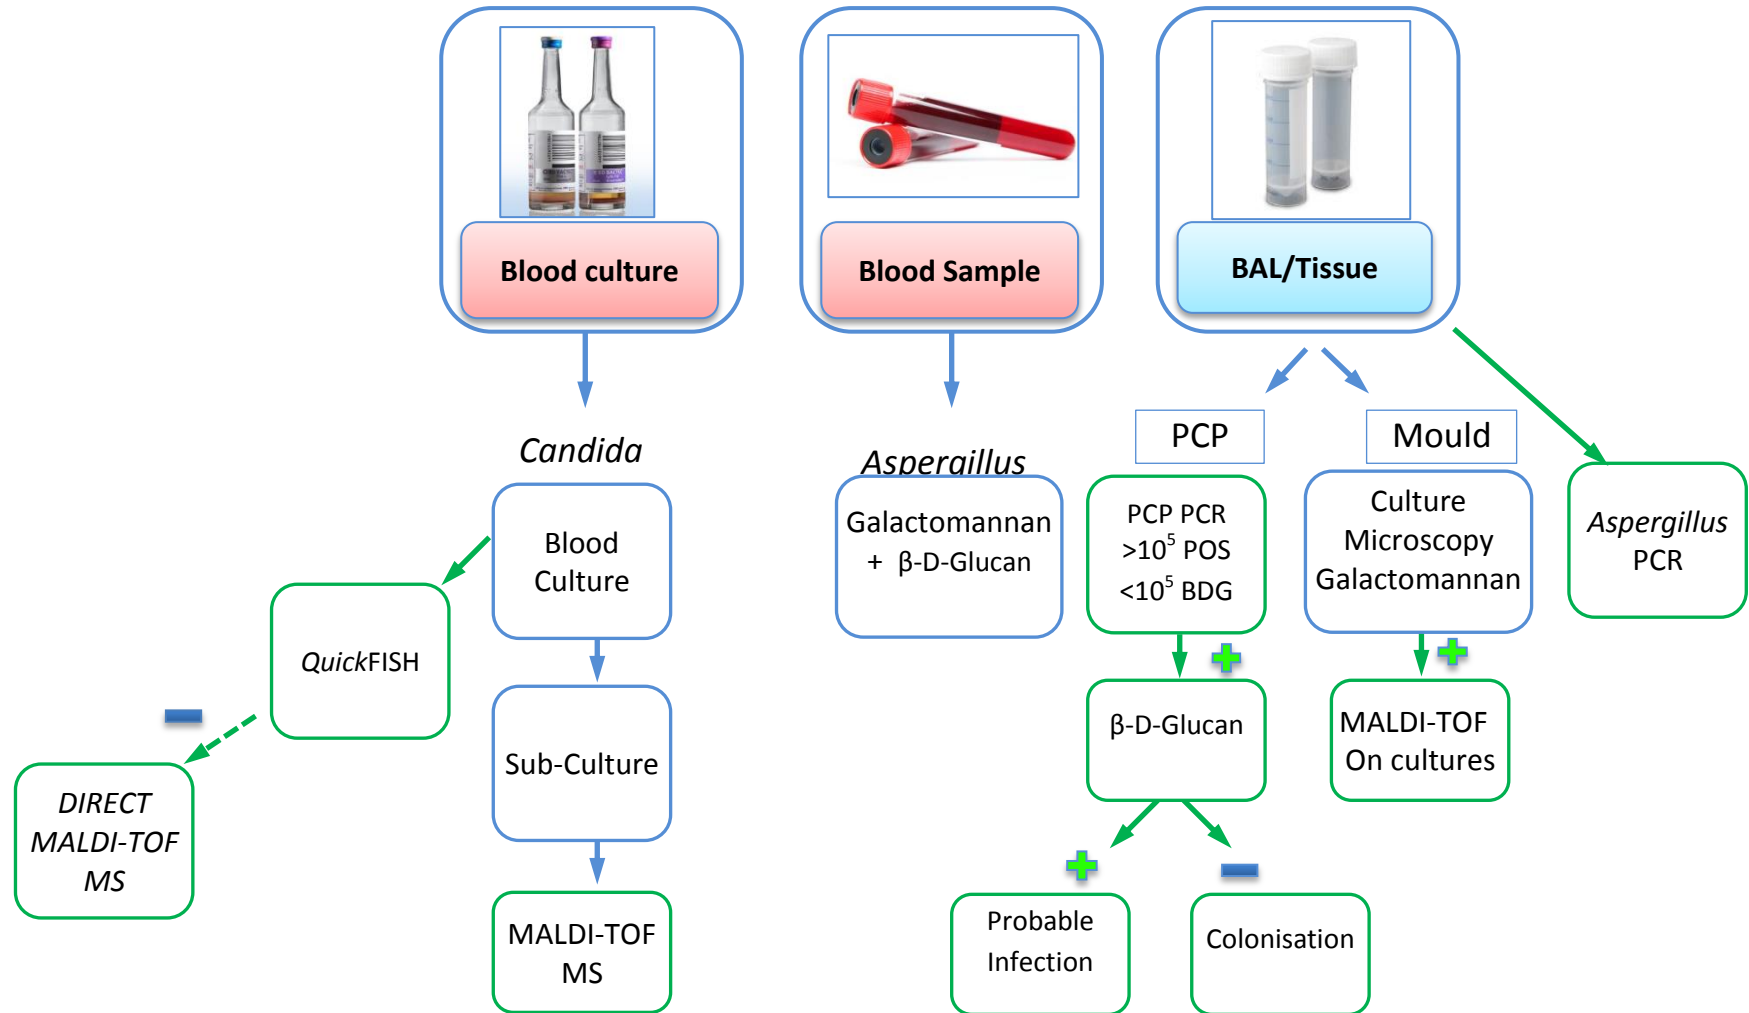 Blood culture
Blood Sample
BAL/Tissue
Candida
Aspergillus
PCP
Mould
Blood
Culture
Galactomannan
+ β-D-Glucan
PCP PCR
>10⁵ POS
<10⁵ BDG
Culture
Microscopy
Galactomannan
Aspergillus
PCR
QuickFISH
Sub-Culture
β-D-Glucan
MALDI-TOF
On cultures
DIRECT
MALDI-TOF
MS
MALDI-TOF
MS
Probable
Infection
Colonisation